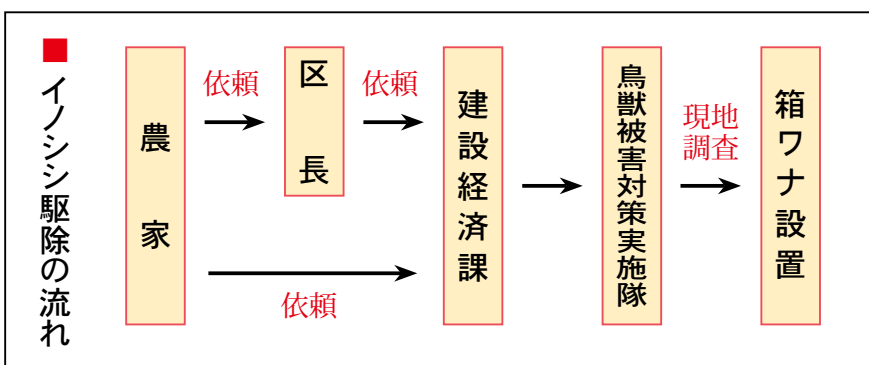 ■イノシシ駆除の流れ
農家
依頼
区長
依頼
依頼
建設経済課
鳥獣被害対策実施隊
現地
調査
箱ワナ設置